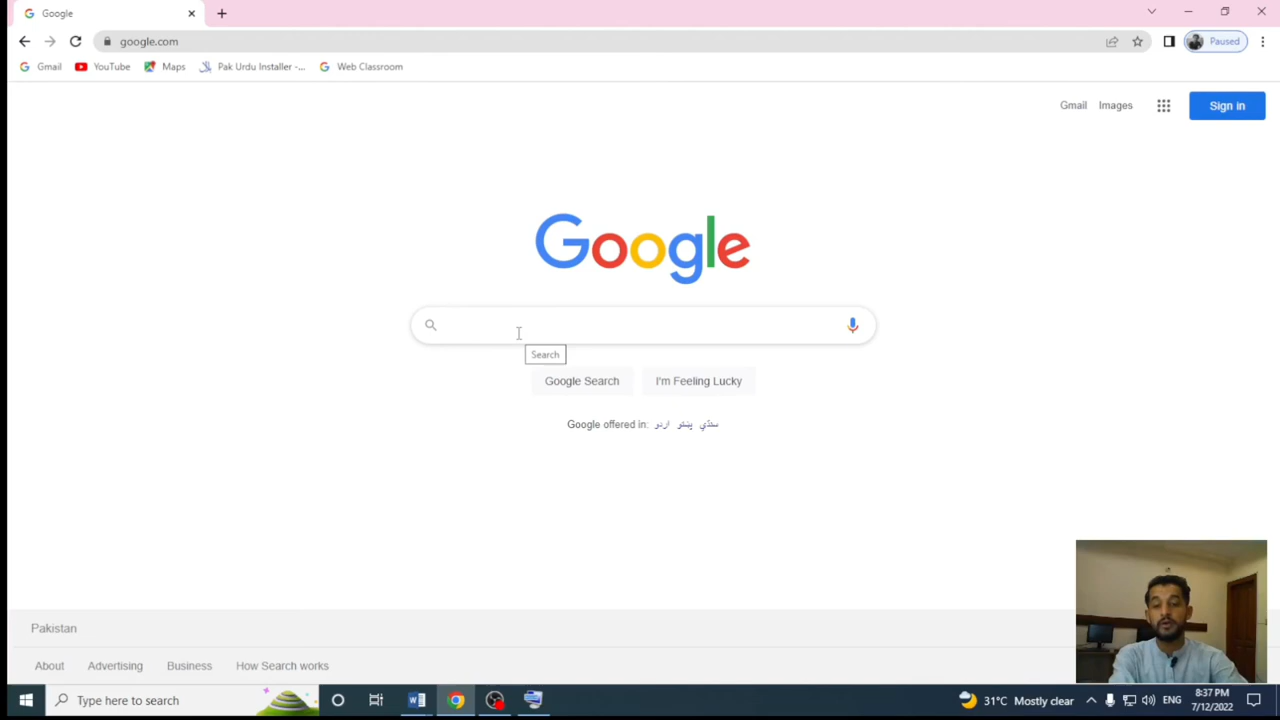 Google
google.com
Paused
Gmail YouTube Maps Pak Urdu Installer -... Web Classroom
Gmail Images Sign in
Google
Search
Google Search I'm Feeling Lucky
Google offered in: اردو پښتو سنڌي
Pakistan
About Advertising Business How Search works
Type here to search
31°C Mostly clear ENG
8:37 PM
7/12/2022